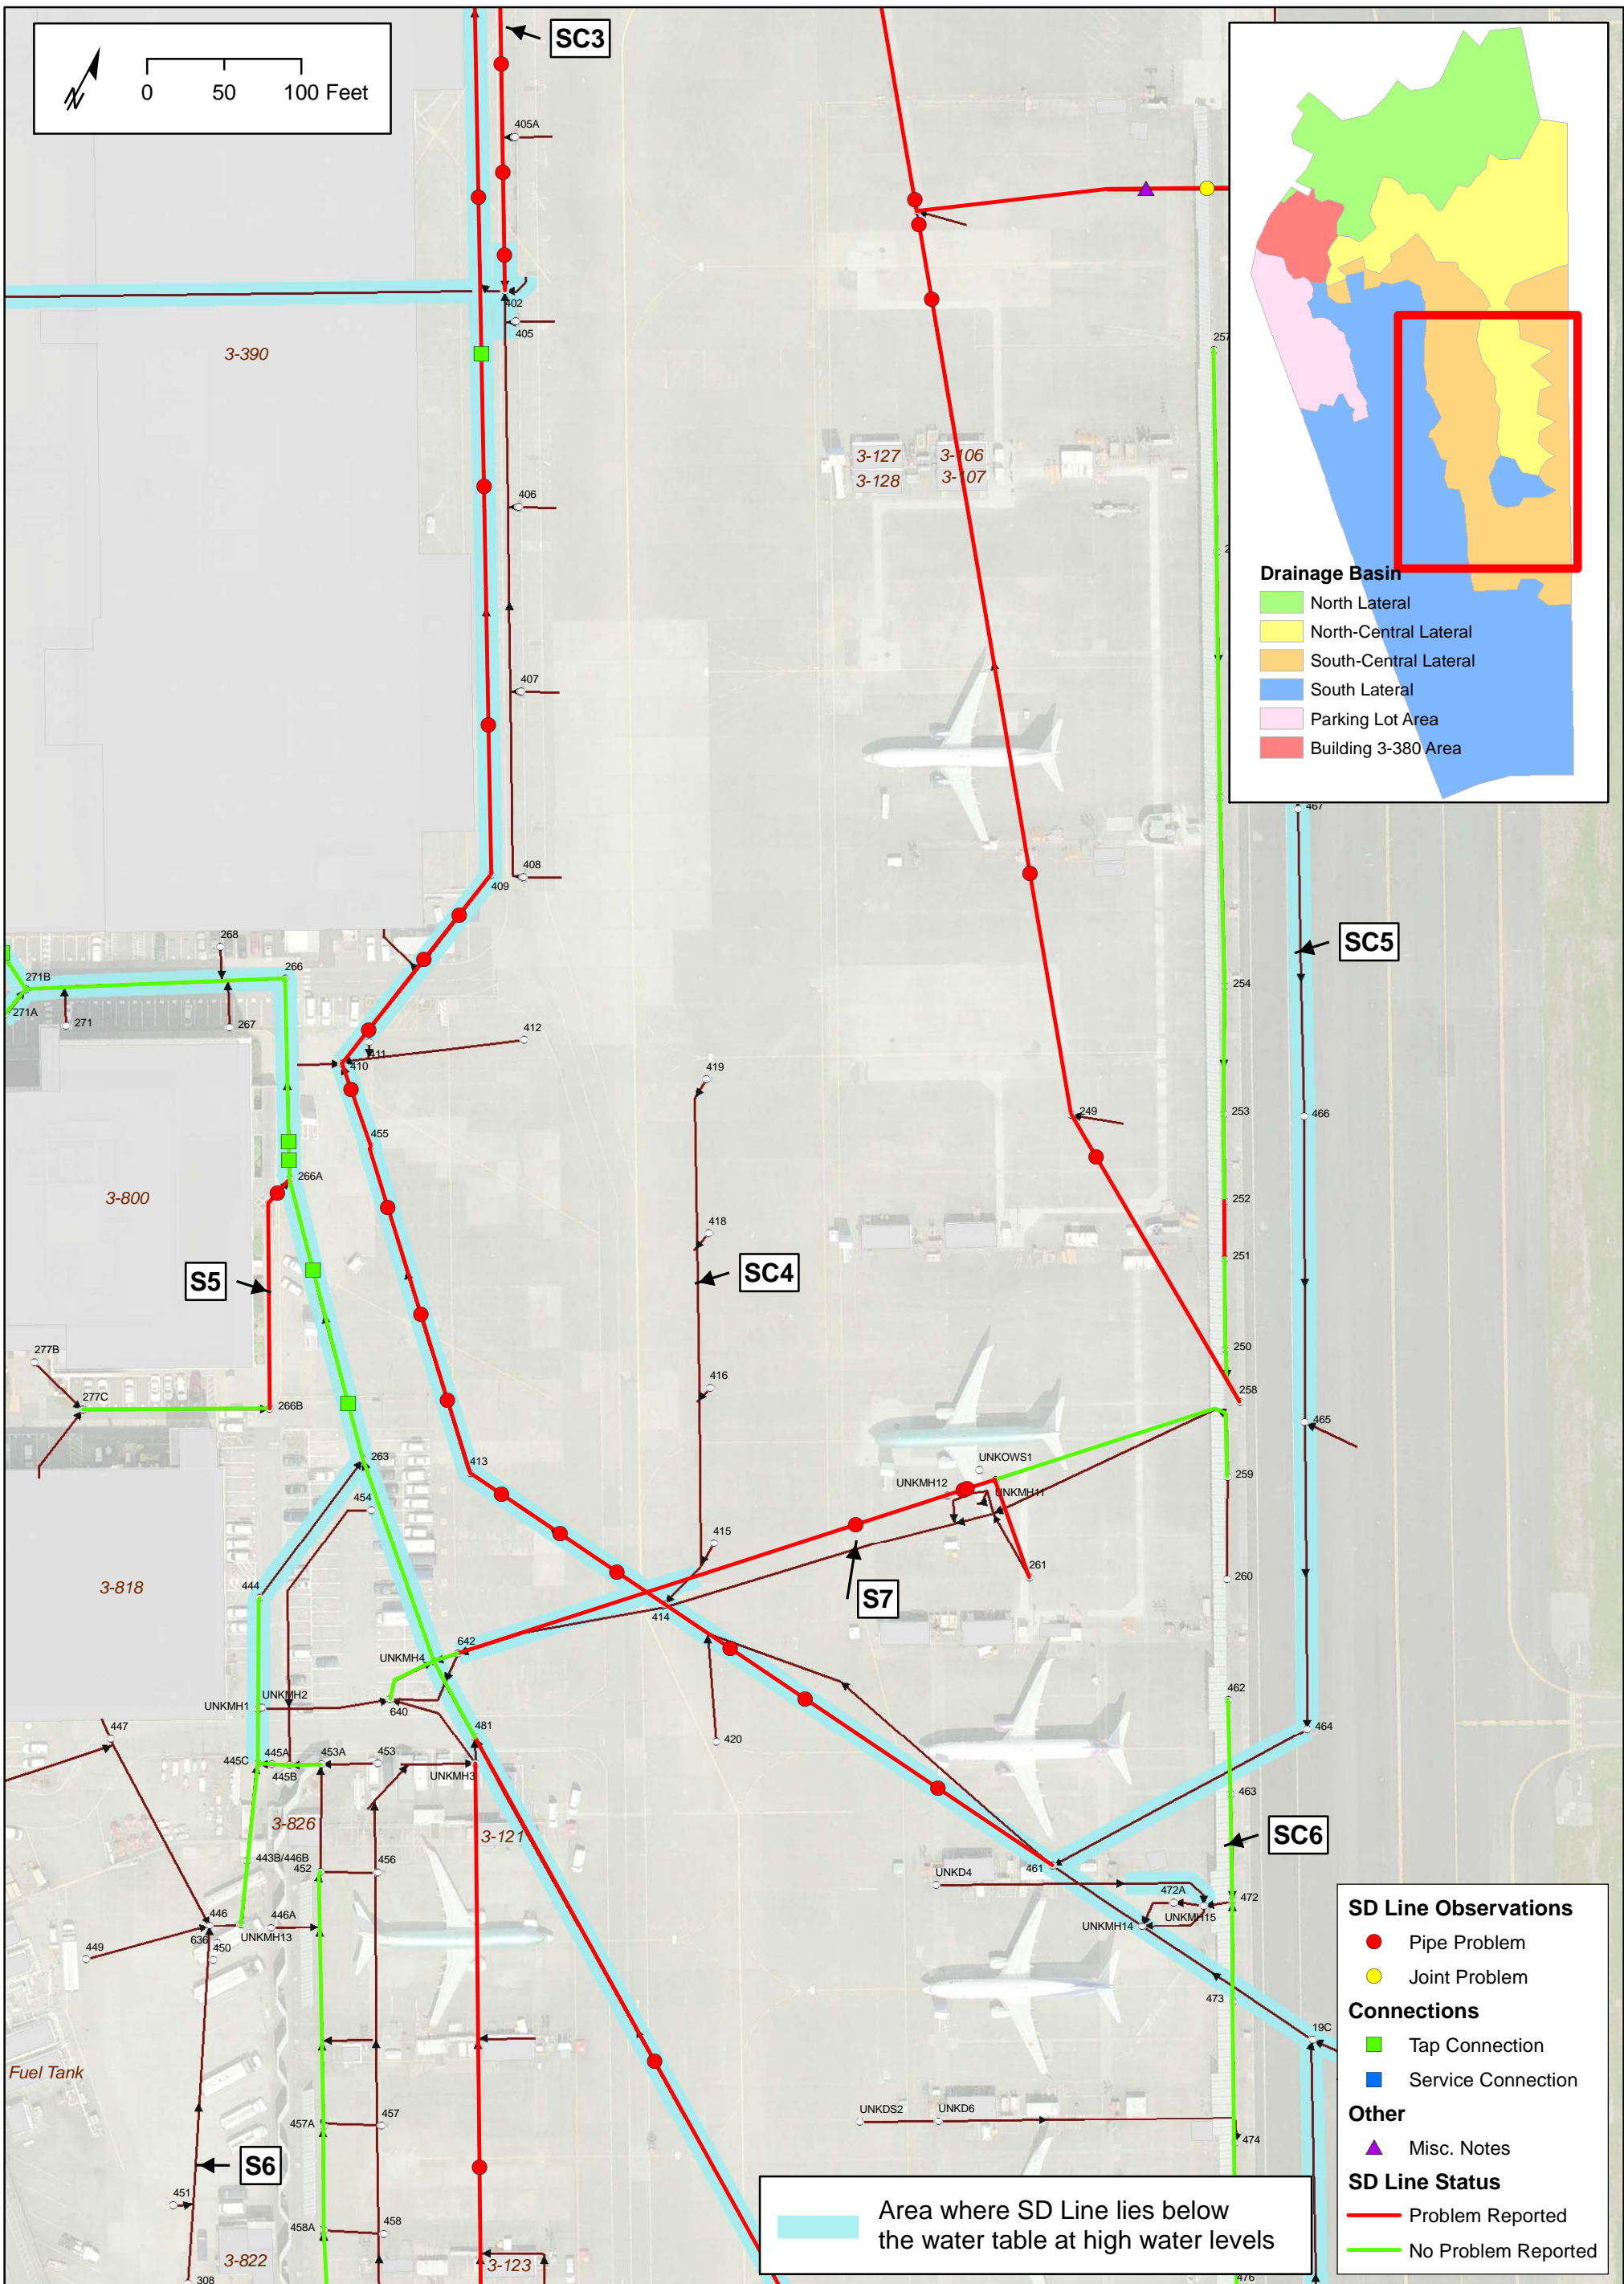 SC3
0 50 100 Feet
N
405A
402
405
3-390
3-127
3-106
3-128
3-107
257
2
406
407
408
409
Drainage Basin
North Lateral
North-Central Lateral
South-Central Lateral
South Lateral
Parking Lot Area
Building 3-380 Area
467
268
266
271B
271A
271
267
411
410
412
SC5
254
419
455
249
253
466
266A
3-800
252
418
S5
SC4
251
250
277B
277C
266B
416
258
465
263
413
UNKOWS1
UNKMH12
UNKMH11
259
454
415
261
260
3-818
444
S7
414
642
UNKMH4
UNKMH2
UNKMH1
640
462
447
481
420
464
445C
445A
445B
453A
453
UNKMH3
463
3-826
3-121
SC6
443B/446B
452
456
461
UNKD4
472A
472
UNKMH15
UNKMH14
446
446A
636
UNKMH13
450
449
473
19C
Fuel Tank
UNKDS2
UNKD6
457A
457
474
S6
451
458A
458
3-822
3-123
308
476
Area where SD Line lies below
the water table at high water levels
SD Line Observations
Pipe Problem
Joint Problem
Connections
Tap Connection
Service Connection
Other
Misc. Notes
SD Line Status
Problem Reported
No Problem Reported